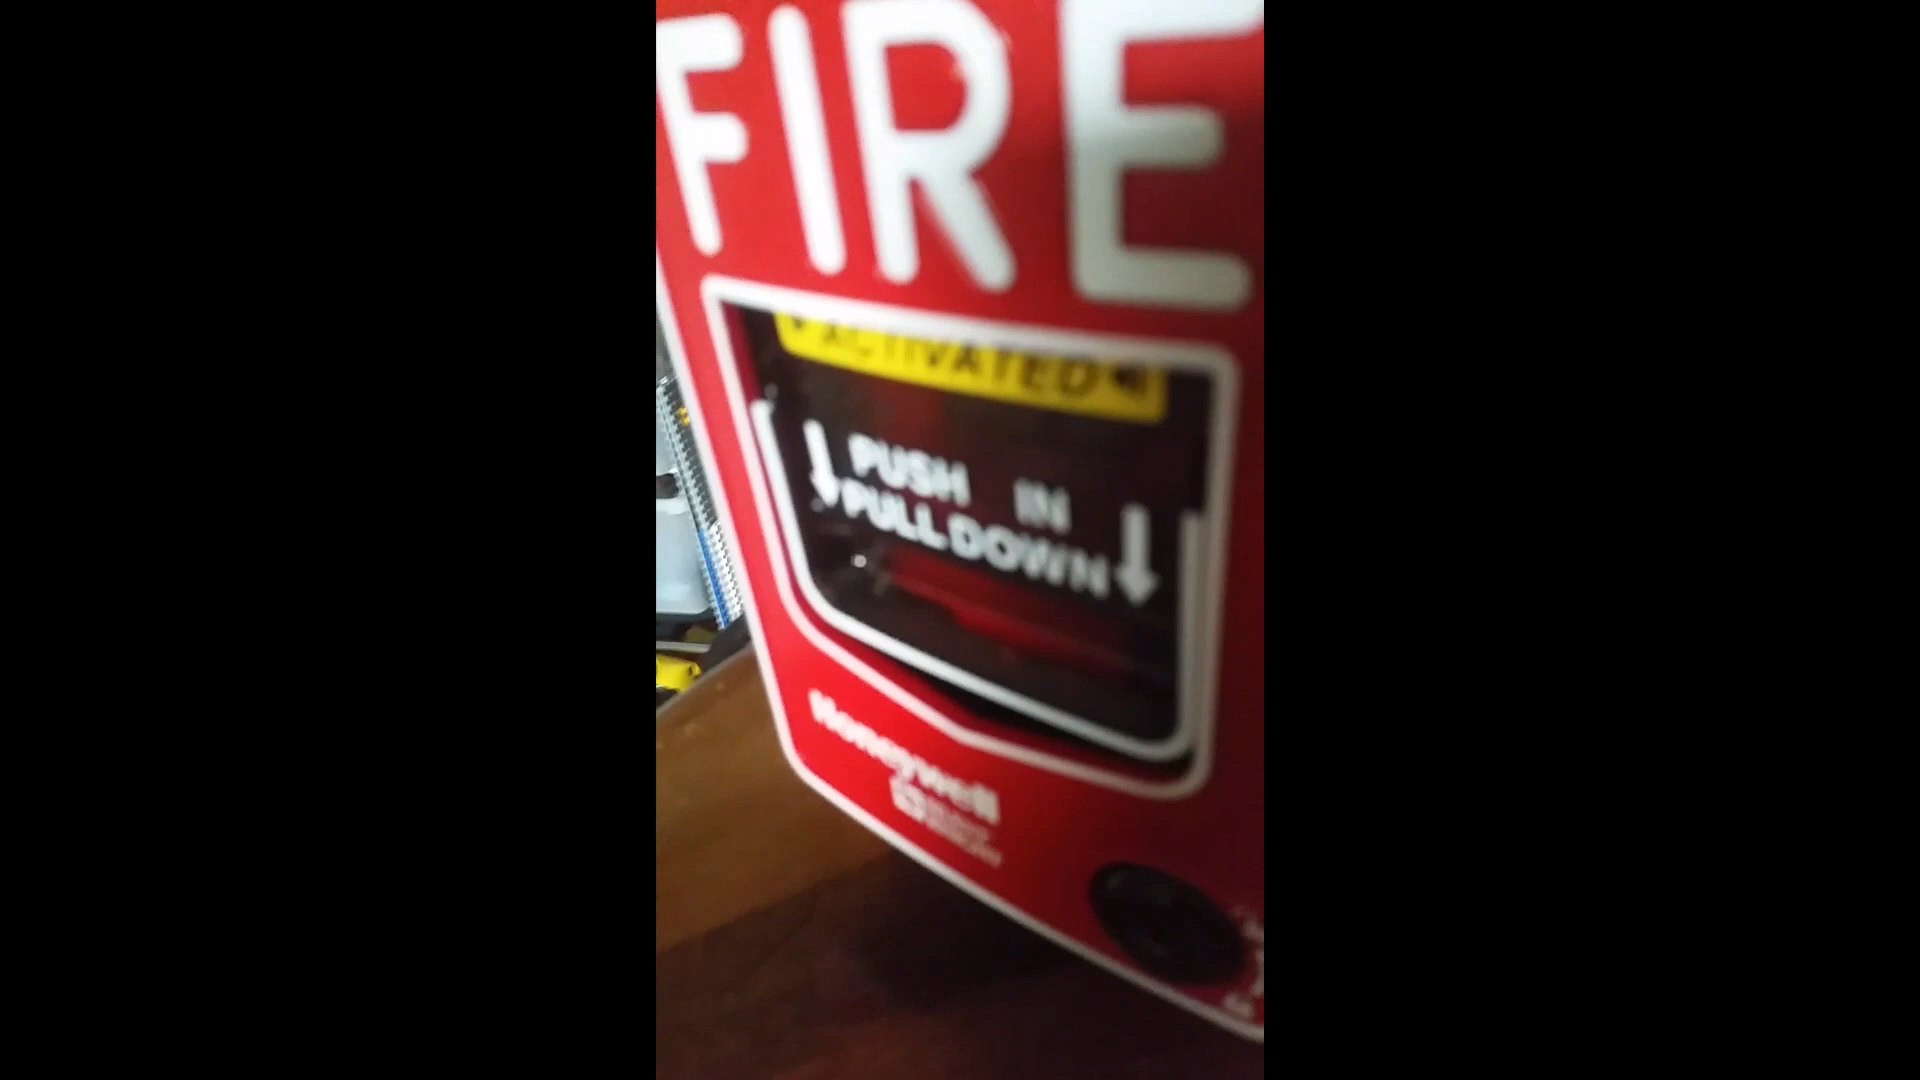 FIRE
ACTIVATED
PUSH IN
PULL DOWN
Honeywell